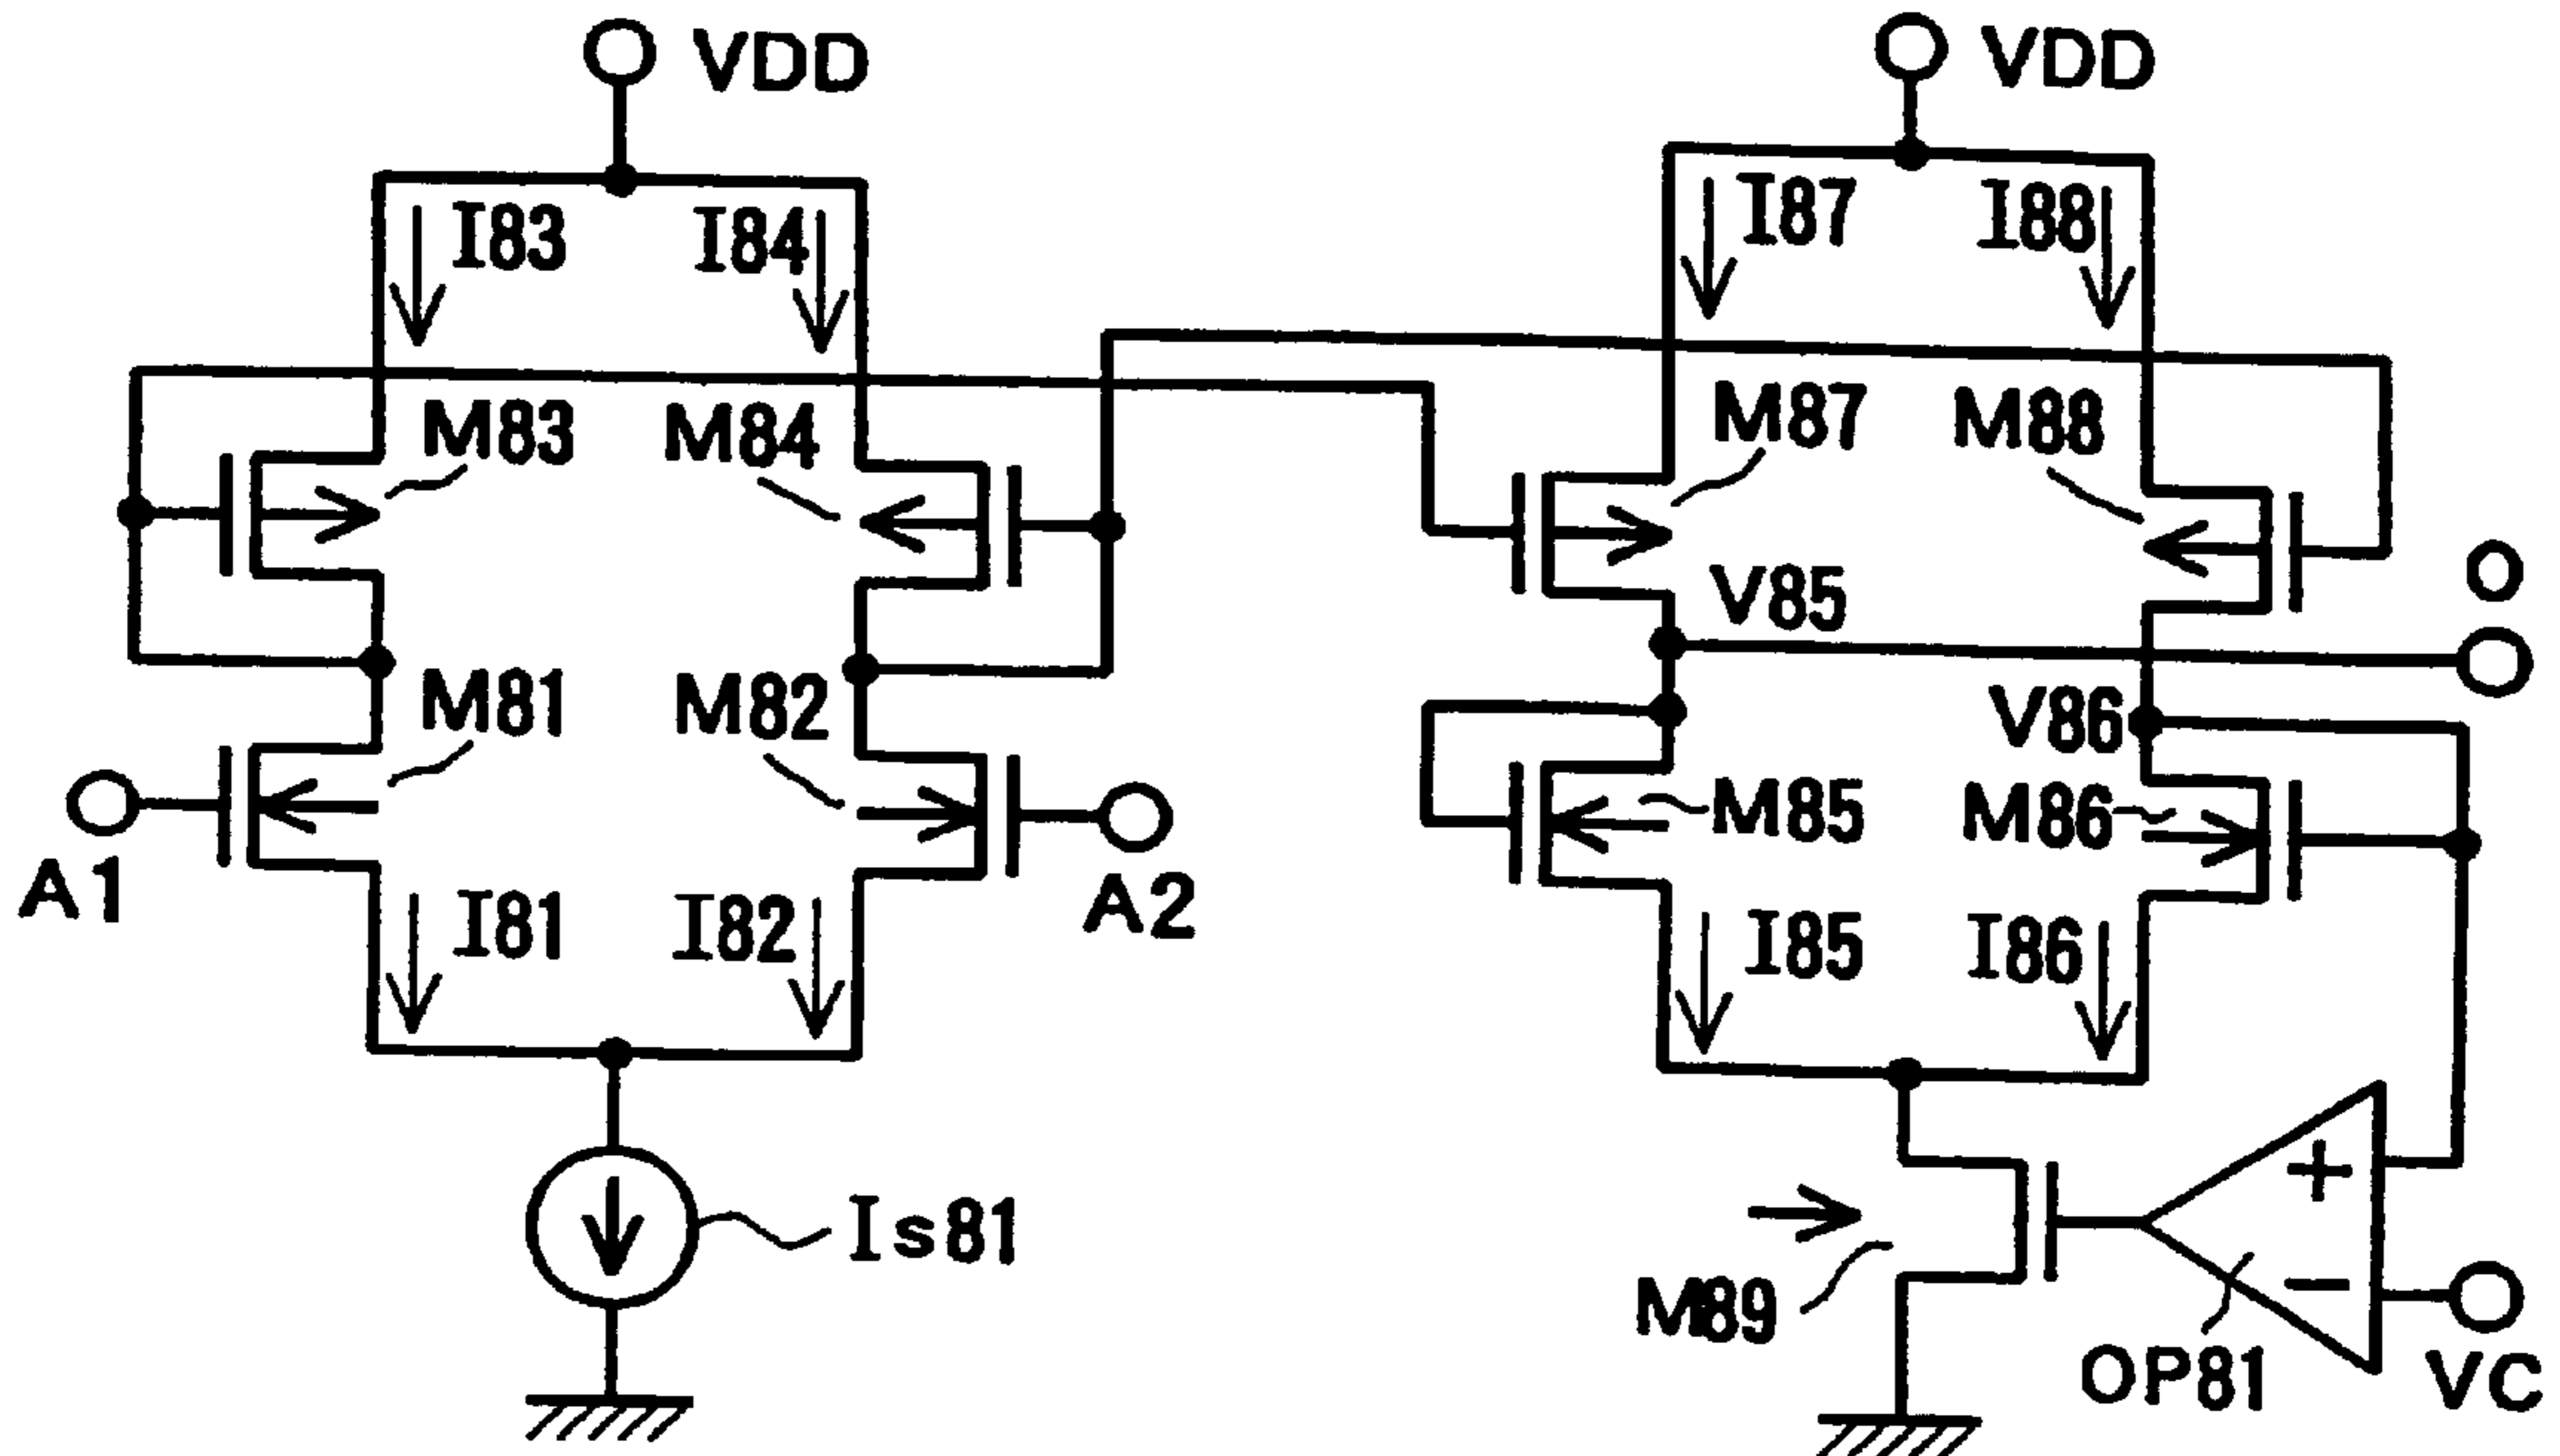 VDD VDD
I83 I84 I87 I88
M83 M84 M87 M88
V85 O
M81 M82 V86
M85 M86
A1 A2
I81 I82 I85 I86
+
Is81
M89 −
OP81 VC